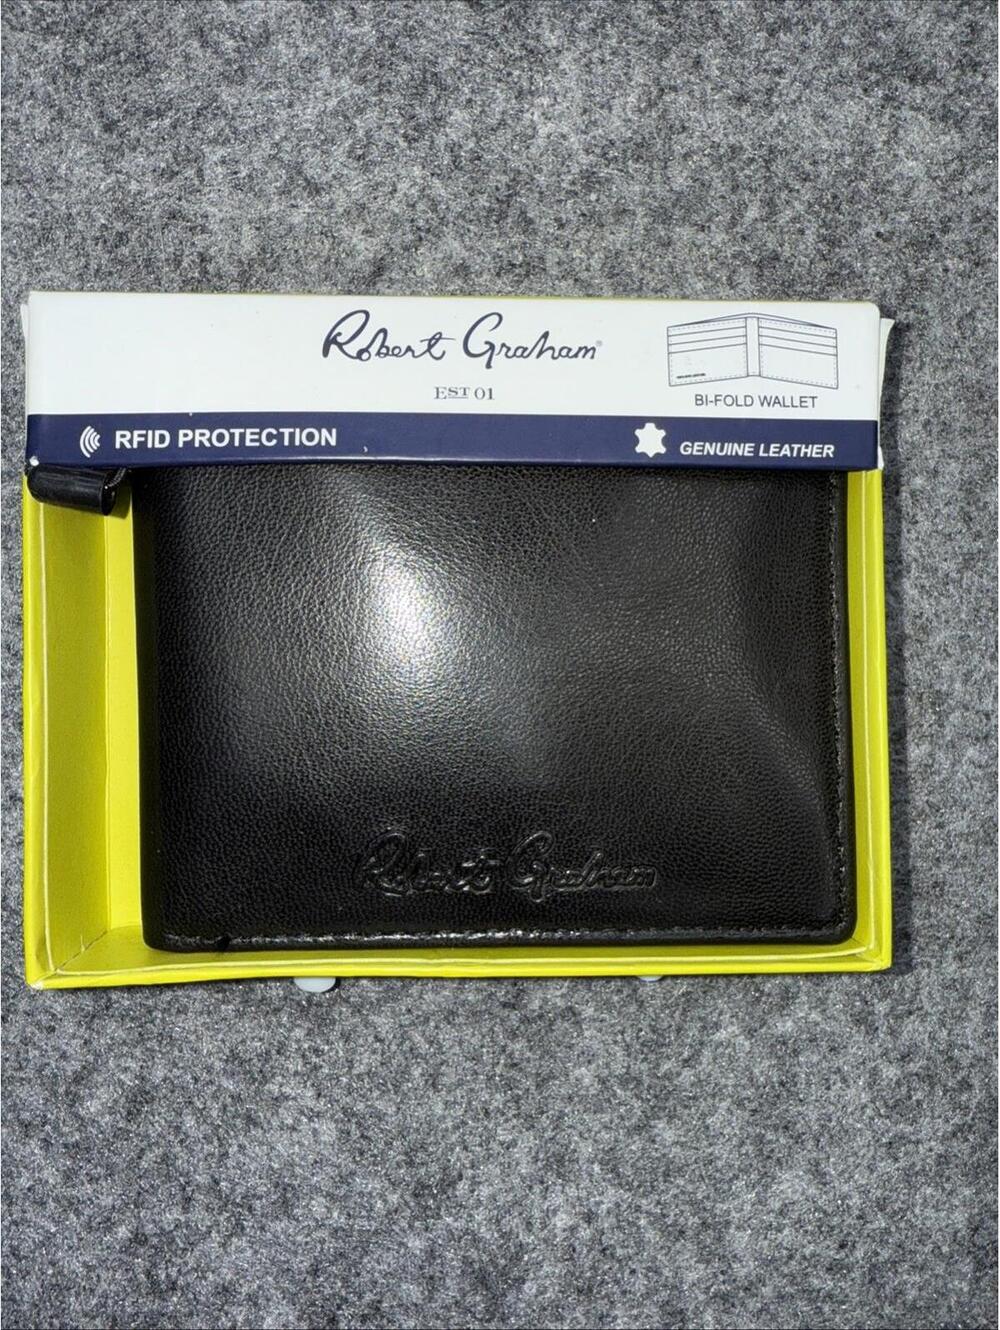 Robert Graham®
EST 01
BI-FOLD WALLET
RFID PROTECTION
GENUINE LEATHER
Robert Graham